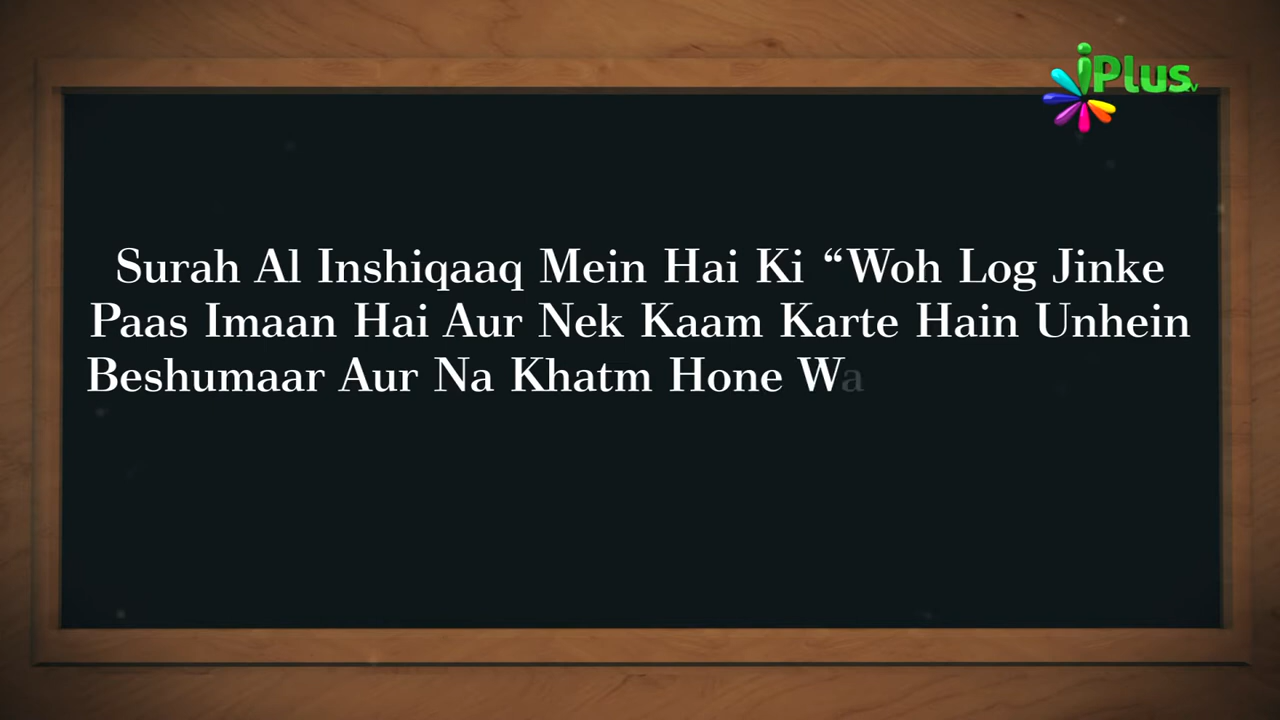 iPlus
Surah Al Inshiqaaq Mein Hai Ki “Woh Log Jinke
Paas Imaan Hai Aur Nek Kaam Karte Hain Unhein
Beshumaar Aur Na Khatm Hone Wa